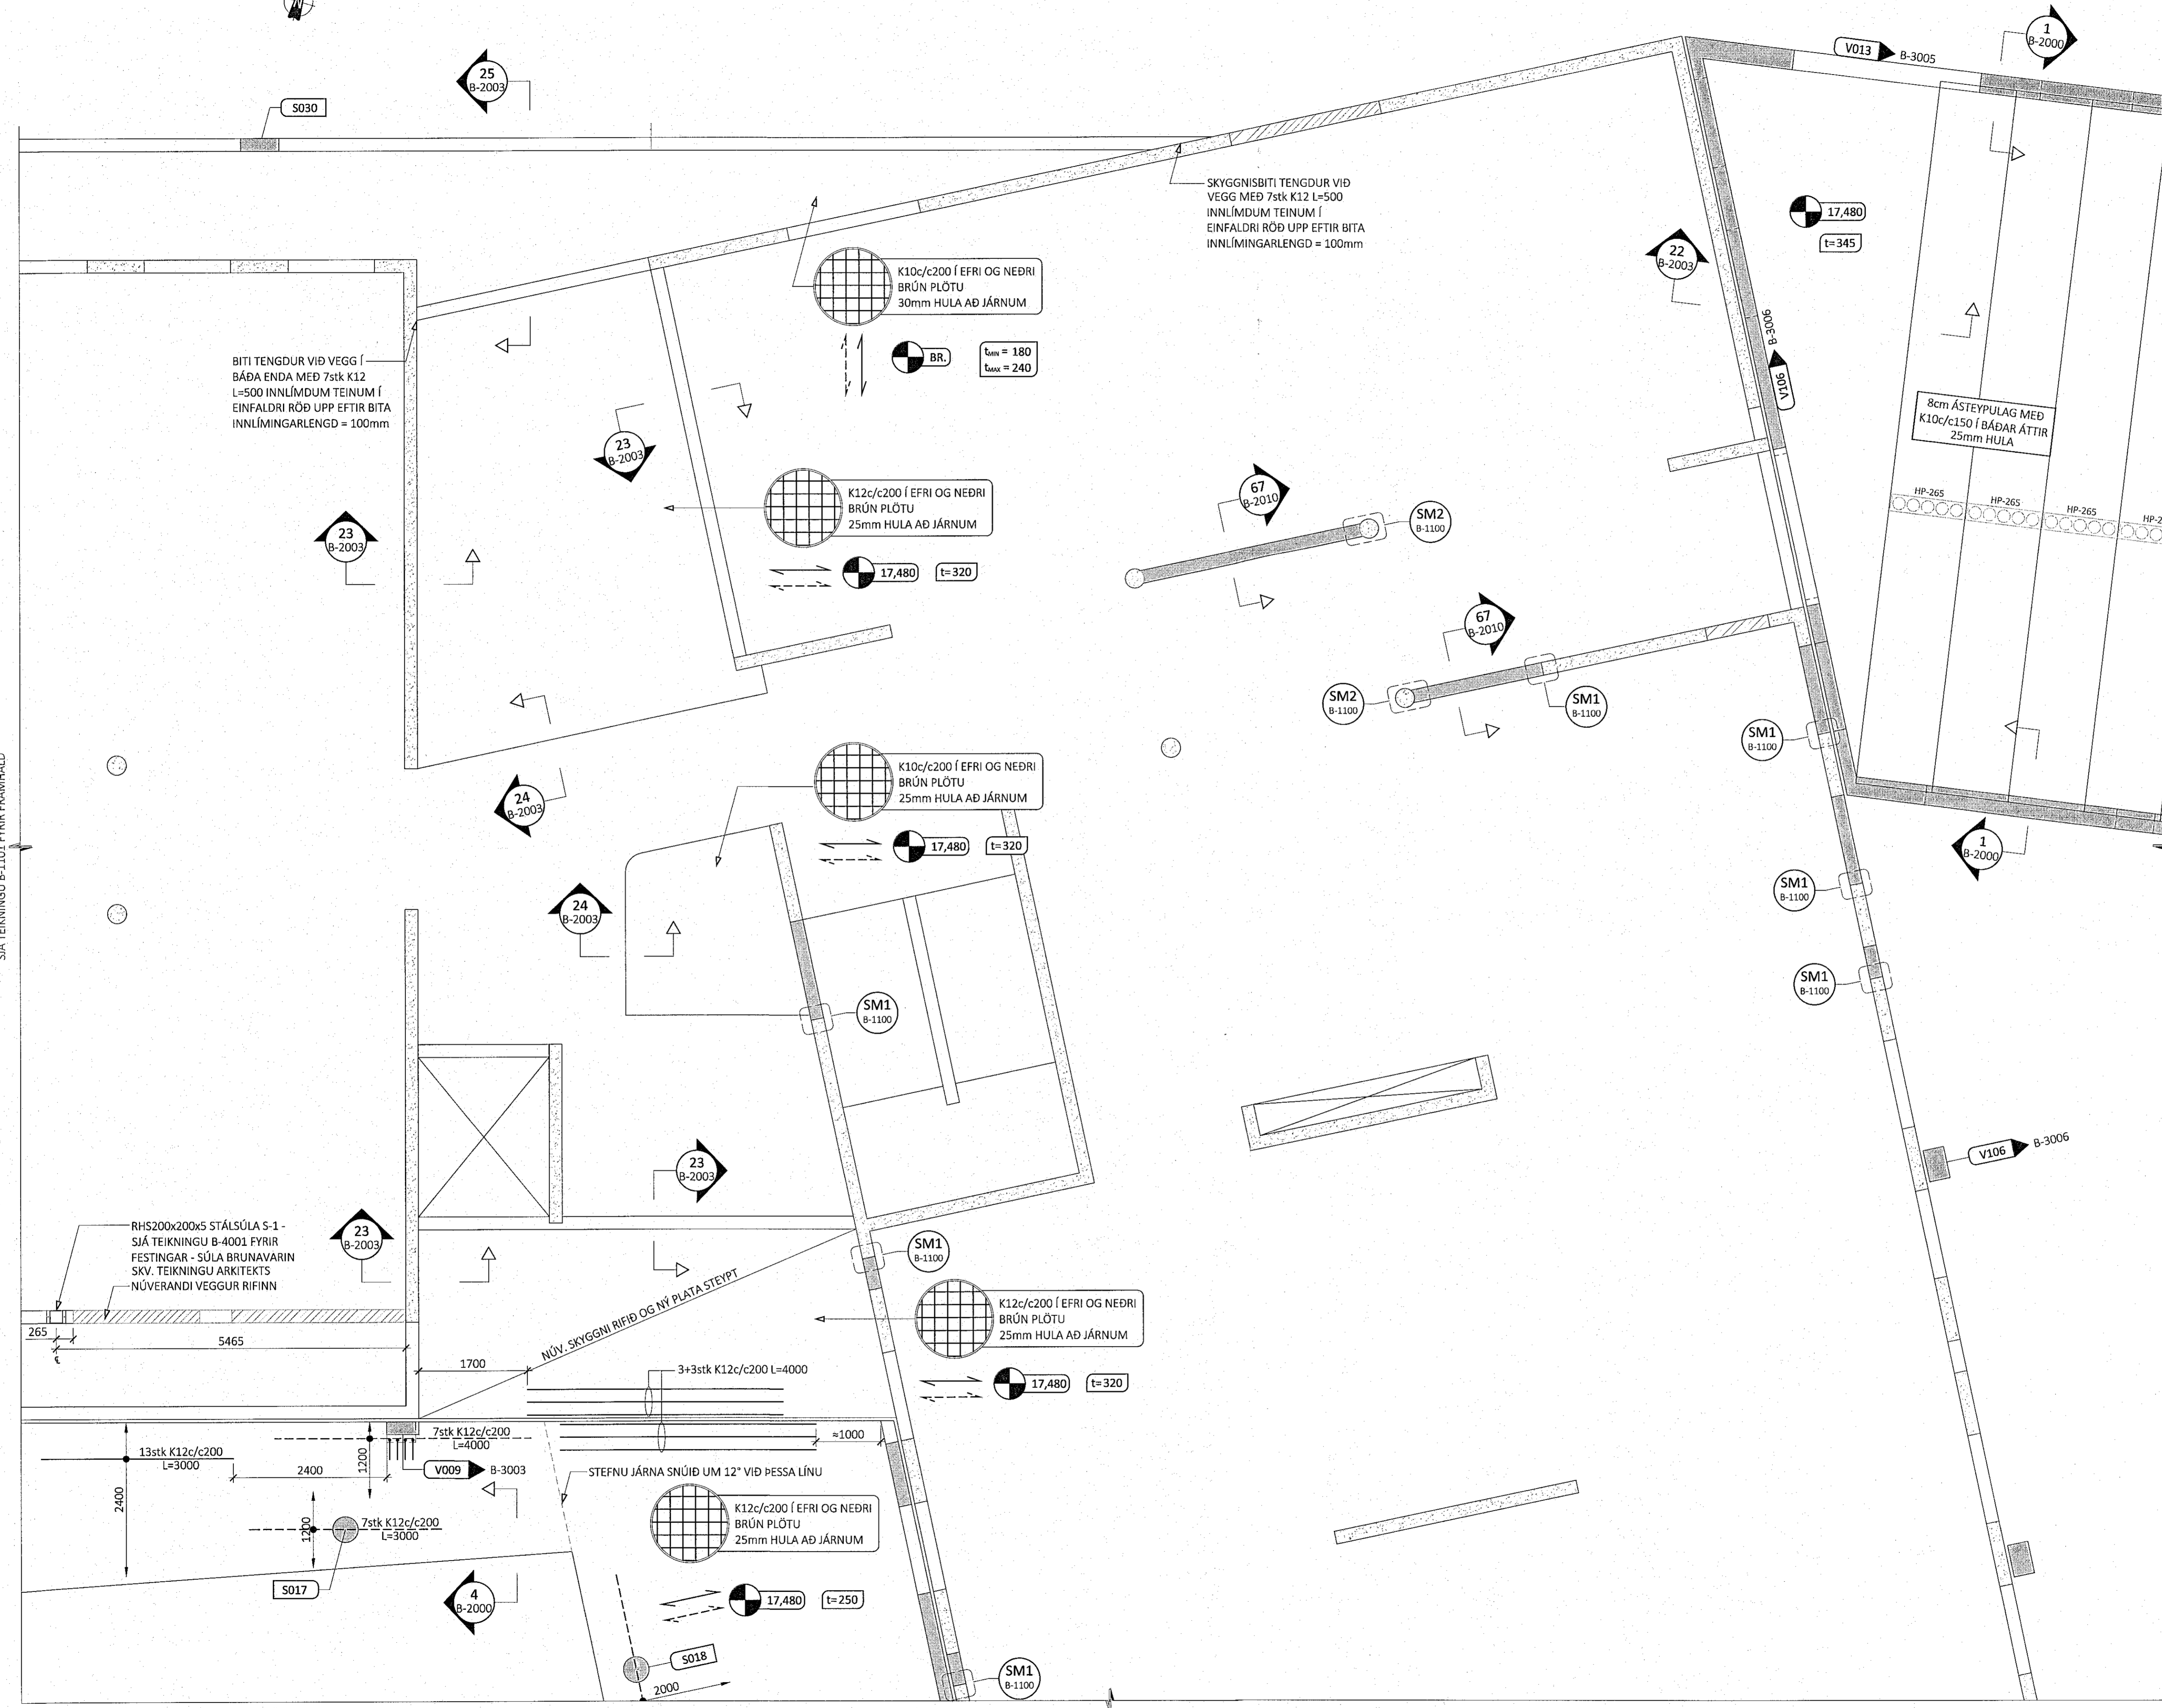 25
B-2003
S030
V013
B-3005
1
B-2000
SKYGGNISBITI TENGDUR VIÐ
VEGG MEÐ 7stk K12 L=500
INNLÍMDUM TEINUM Í
EINFALDRI RÖÐ UPP EFTIR BITA
INNLÍMINGARLENGD = 100mm
17,480
t=345
22
B-2003
K10c/c200 Í EFRI OG NEÐRI
BRÚN PLÖTU
30mm HULA AÐ JÁRNUM
BR.
tMIN = 180
tMAX = 240
BITI TENGDUR VIÐ VEGG Í
BÁÐA ENDA MEÐ 7stk K12
L=500 INNLÍMDUM TEINUM Í
EINFALDRI RÖÐ UPP EFTIR BITA
INNLÍMINGARLENGD = 100mm
B-3006
V106
8cm ÁSTEYPULAG MEÐ
K10c/c150 Í BÁÐAR ÁTTIR
25mm HULA
23
B-2003
K12c/c200 Í EFRI OG NEÐRI
BRÚN PLÖTU
25mm HULA AÐ JÁRNUM
17,480
t=320
23
B-2003
67
B-2010
SM2
B-1100
HP-265
HP-265
HP-265
HP-2
67
B-2010
SM2
B-1100
SM1
B-1100
SM1
B-1100
SJÁ TEIKNINGU B-1101 FYRIR FRAMHALD
K10c/c200 Í EFRI OG NEÐRI
BRÚN PLÖTU
25mm HULA AÐ JÁRNUM
17,480
t=320
24
B-2003
24
B-2003
1
B-2000
SM1
B-1100
SM1
B-1100
SM1
B-1100
23
B-2003
V106
B-3006
RHS200x200x5 STÁLSÚLA S-1 -
SJÁ TEIKNINGU B-4001 FYRIR
FESTINGAR - SÚLA BRUNAVARIN
SKV. TEIKNINGU ARKITEKTS
NÚVERANDI VEGGUR RIFINN
23
B-2003
SM1
B-1100
NÚV. SKYGGNI RIFIÐ OG NÝ PLATA STEYPT
K12c/c200 Í EFRI OG NEÐRI
BRÚN PLÖTU
25mm HULA AÐ JÁRNUM
17,480
t=320
265
5465
1700
3+3stk K12c/c200 L=4000
13stk K12c/c200
L=3000
2400
2400
1200
7stk K12c/c200
L=4000
V009
B-3003
≈1000
STEFNU JÁRNA SNÚIÐ UM 12° VIÐ ÞESSA LÍNU
1200
7stk K12c/c200
L=3000
S017
4
B-2000
K12c/c200 Í EFRI OG NEÐRI
BRÚN PLÖTU
25mm HULA AÐ JÁRNUM
17,480
t=250
S018
2000
SM1
B-1100